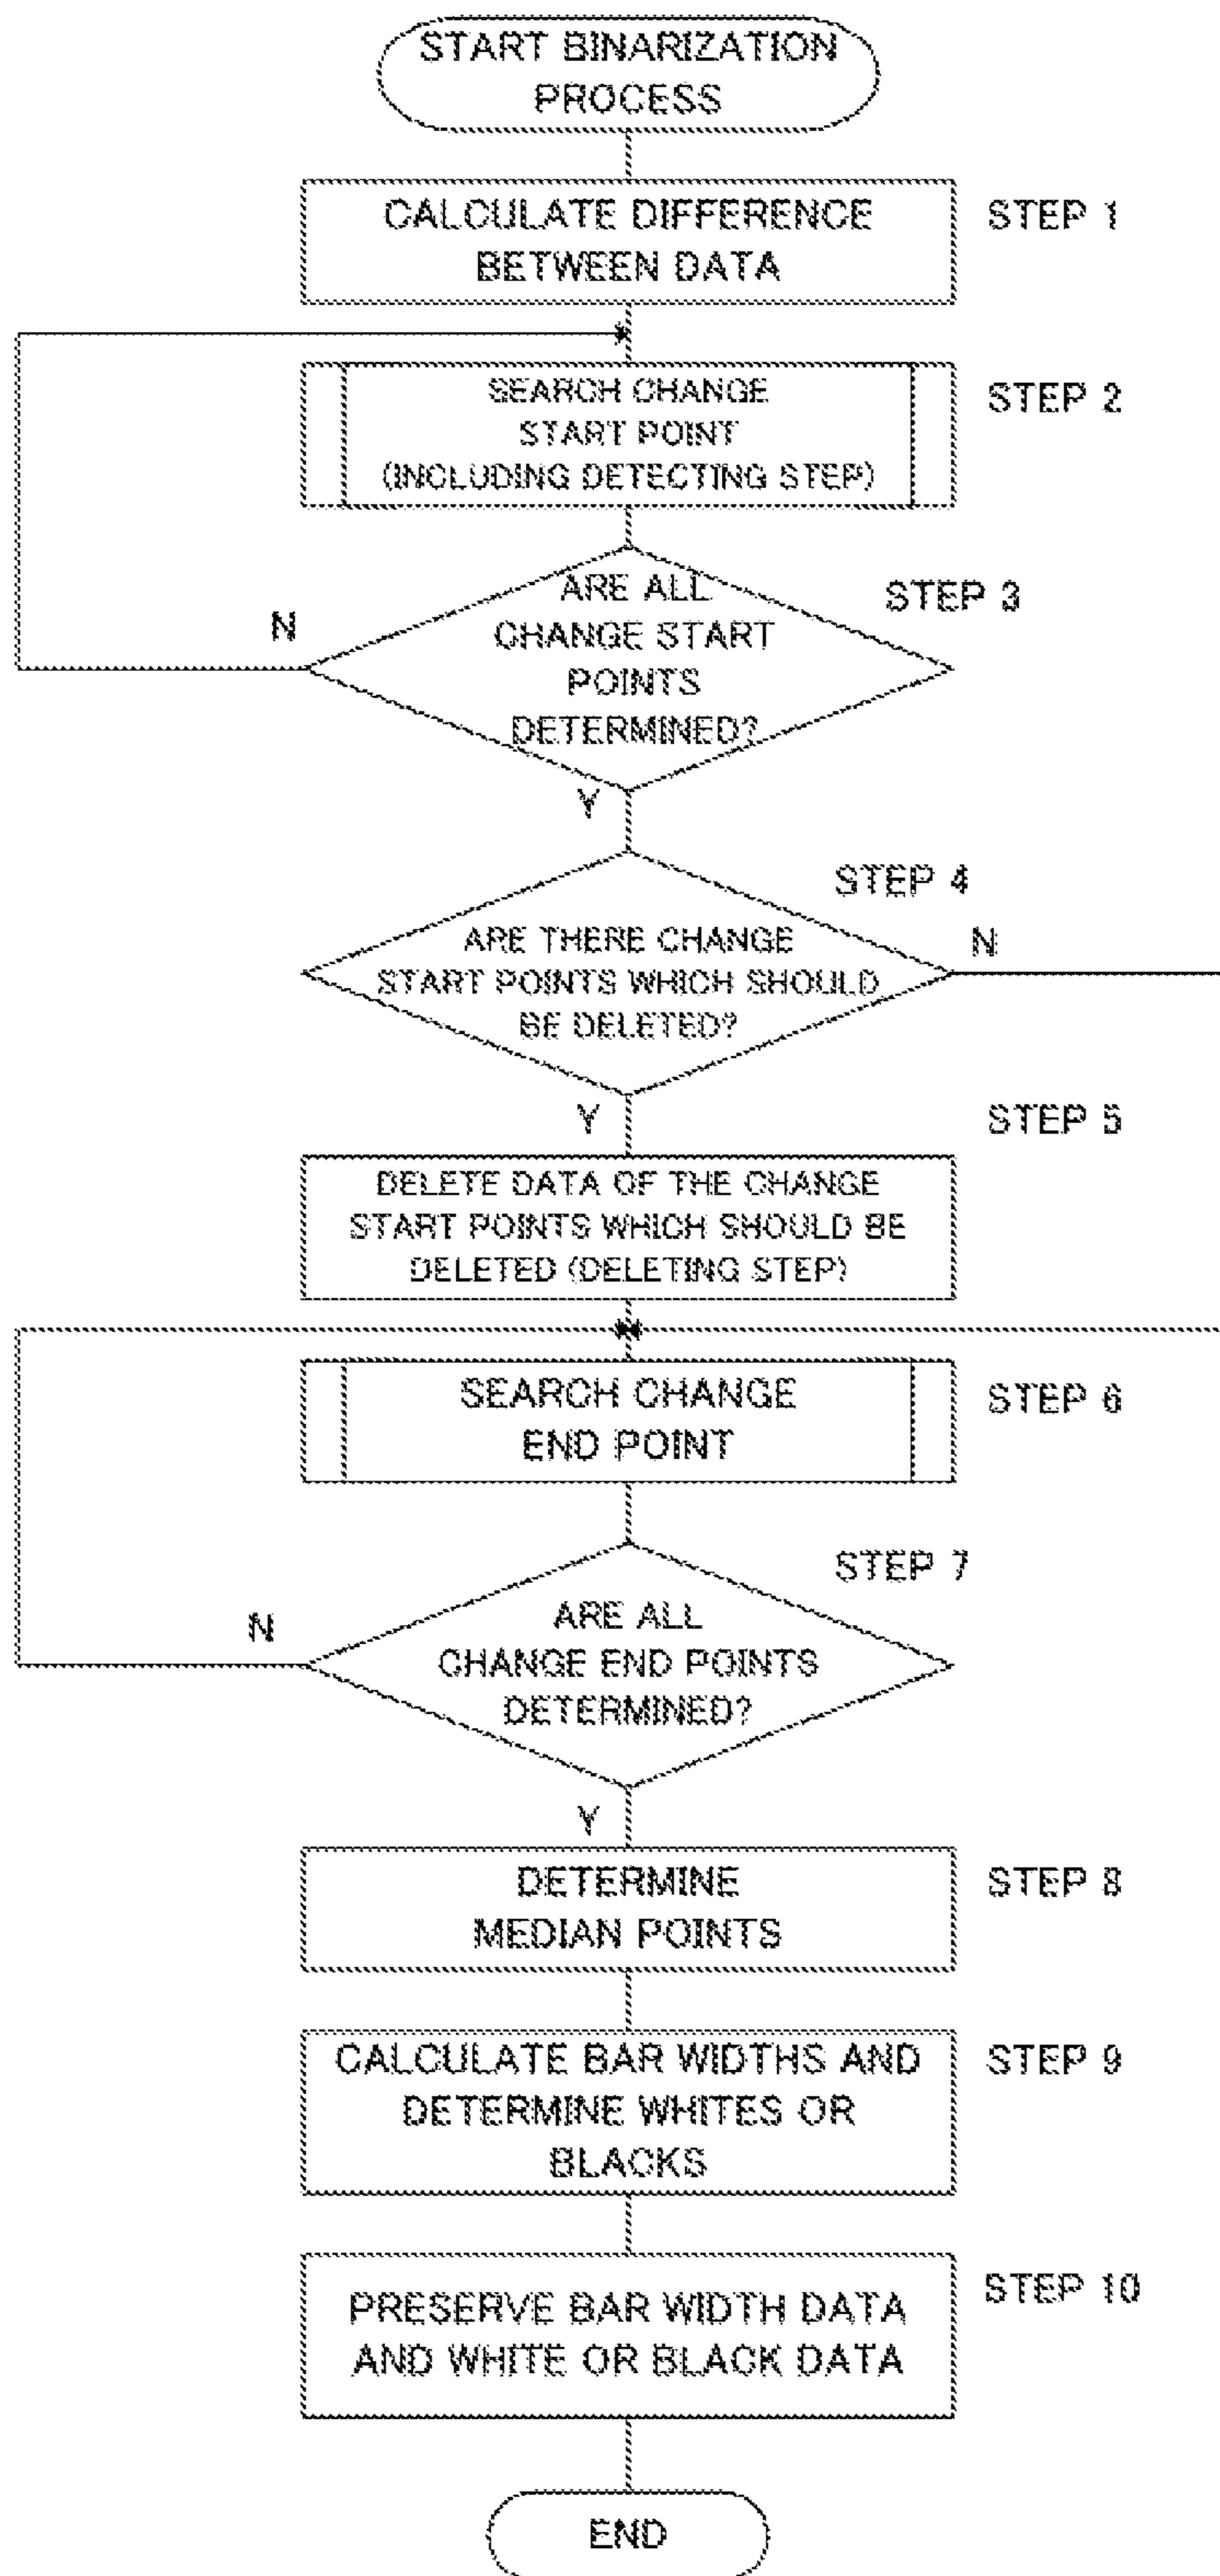 START BINARIZATION
PROCESS
CALCULATE DIFFERENCE
BETWEEN DATA
STEP 1
SEARCH CHANGE
START POINT
(INCLUDING DETECTING STEP)
STEP 2
ARE ALL
CHANGE START
POINTS
DETERMINED?
STEP 3
N
Y
STEP 4
ARE THERE CHANGE
START POINTS WHICH SHOULD
BE DELETED?
N
Y
STEP 5
DELETE DATA OF THE CHANGE
START POINTS WHICH SHOULD BE
DELETED (DELETING STEP)
SEARCH CHANGE
END POINT
STEP 6
STEP 7
ARE ALL
CHANGE END POINTS
DETERMINED?
N
Y
DETERMINE
MEDIAN POINTS
STEP 8
CALCULATE BAR WIDTHS AND
DETERMINE WHITES OR
BLACKS
STEP 9
PRESERVE BAR WIDTH DATA
AND WHITE OR BLACK DATA
STEP 10
END